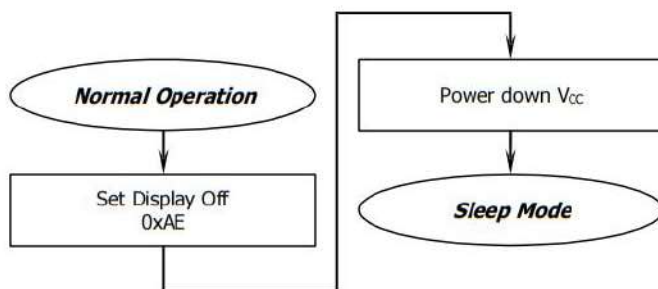 Normal Operation
Set Display Off
0xAE
Power down VCC
Sleep Mode